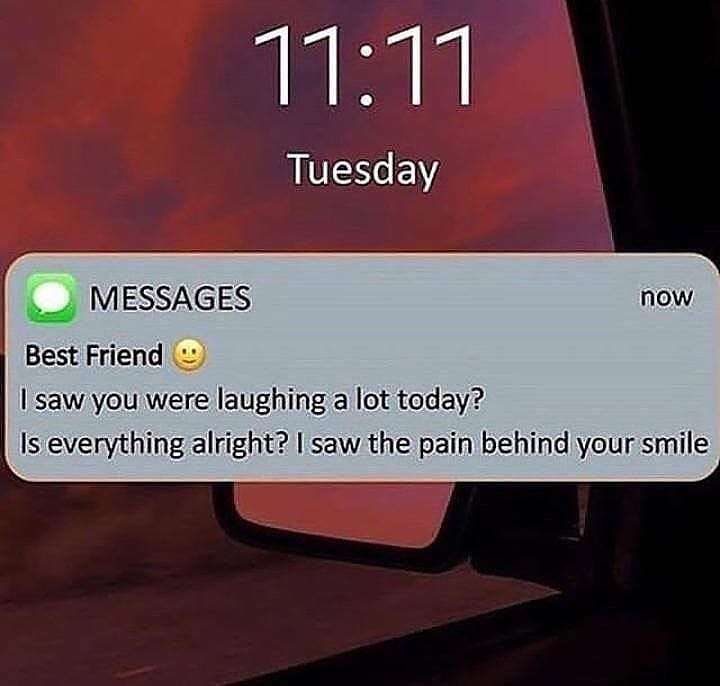 11:11
Tuesday
MESSAGES now
Best Friend 🙂
I saw you were laughing a lot today?
Is everything alright? I saw the pain behind your smile